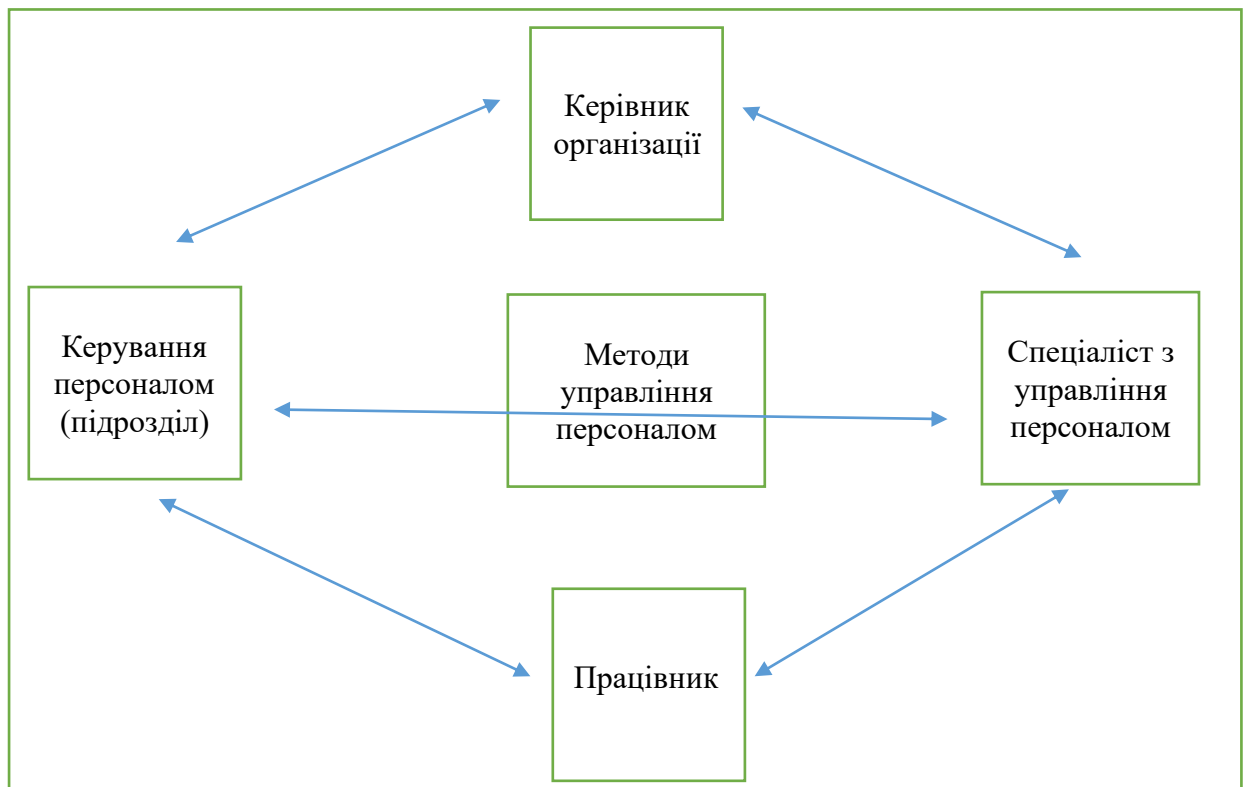 Керівник
організації
Керування
персоналом
(підрозділ)
Методи
управління
персоналом
Спеціаліст з
управління
персоналом
Працівник